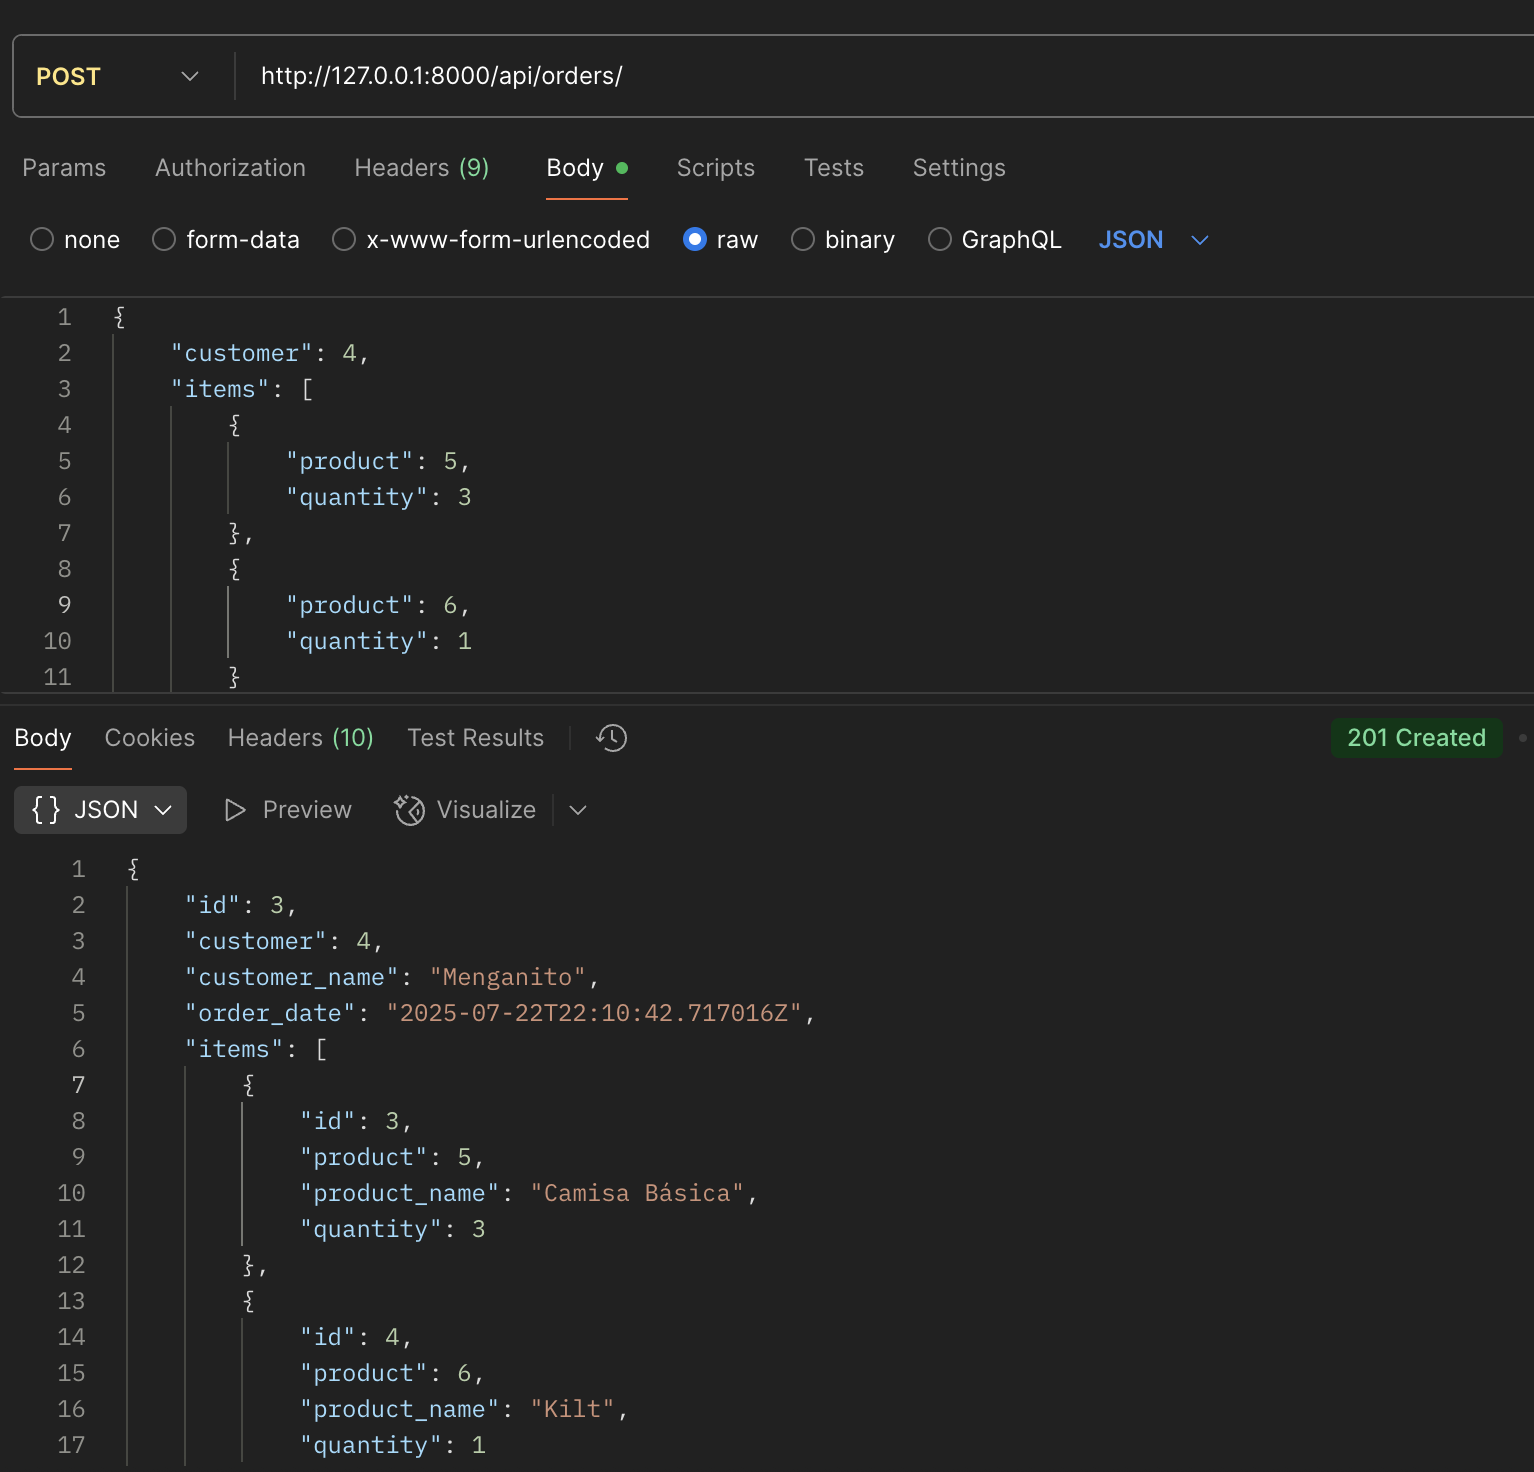 POST http://127.0.0.1:8000/api/orders/
Params Authorization Headers (9) Body Scripts Tests Settings
none form-data x-www-form-urlencoded raw binary GraphQL JSON
1 {
2 "customer": 4,
3 "items": [
4 {
5 "product": 5,
6 "quantity": 3
7 },
8 {
9 "product": 6,
10 "quantity": 1
11 }
Body Cookies Headers (10) Test Results 201 Created
{} JSON Preview Visualize
1 {
2 "id": 3,
3 "customer": 4,
4 "customer_name": "Menganito",
5 "order_date": "2025-07-22T22:10:42.717016Z",
6 "items": [
7 {
8 "id": 3,
9 "product": 5,
10 "product_name": "Camisa Básica",
11 "quantity": 3
12 },
13 {
14 "id": 4,
15 "product": 6,
16 "product_name": "Kilt",
17 "quantity": 1